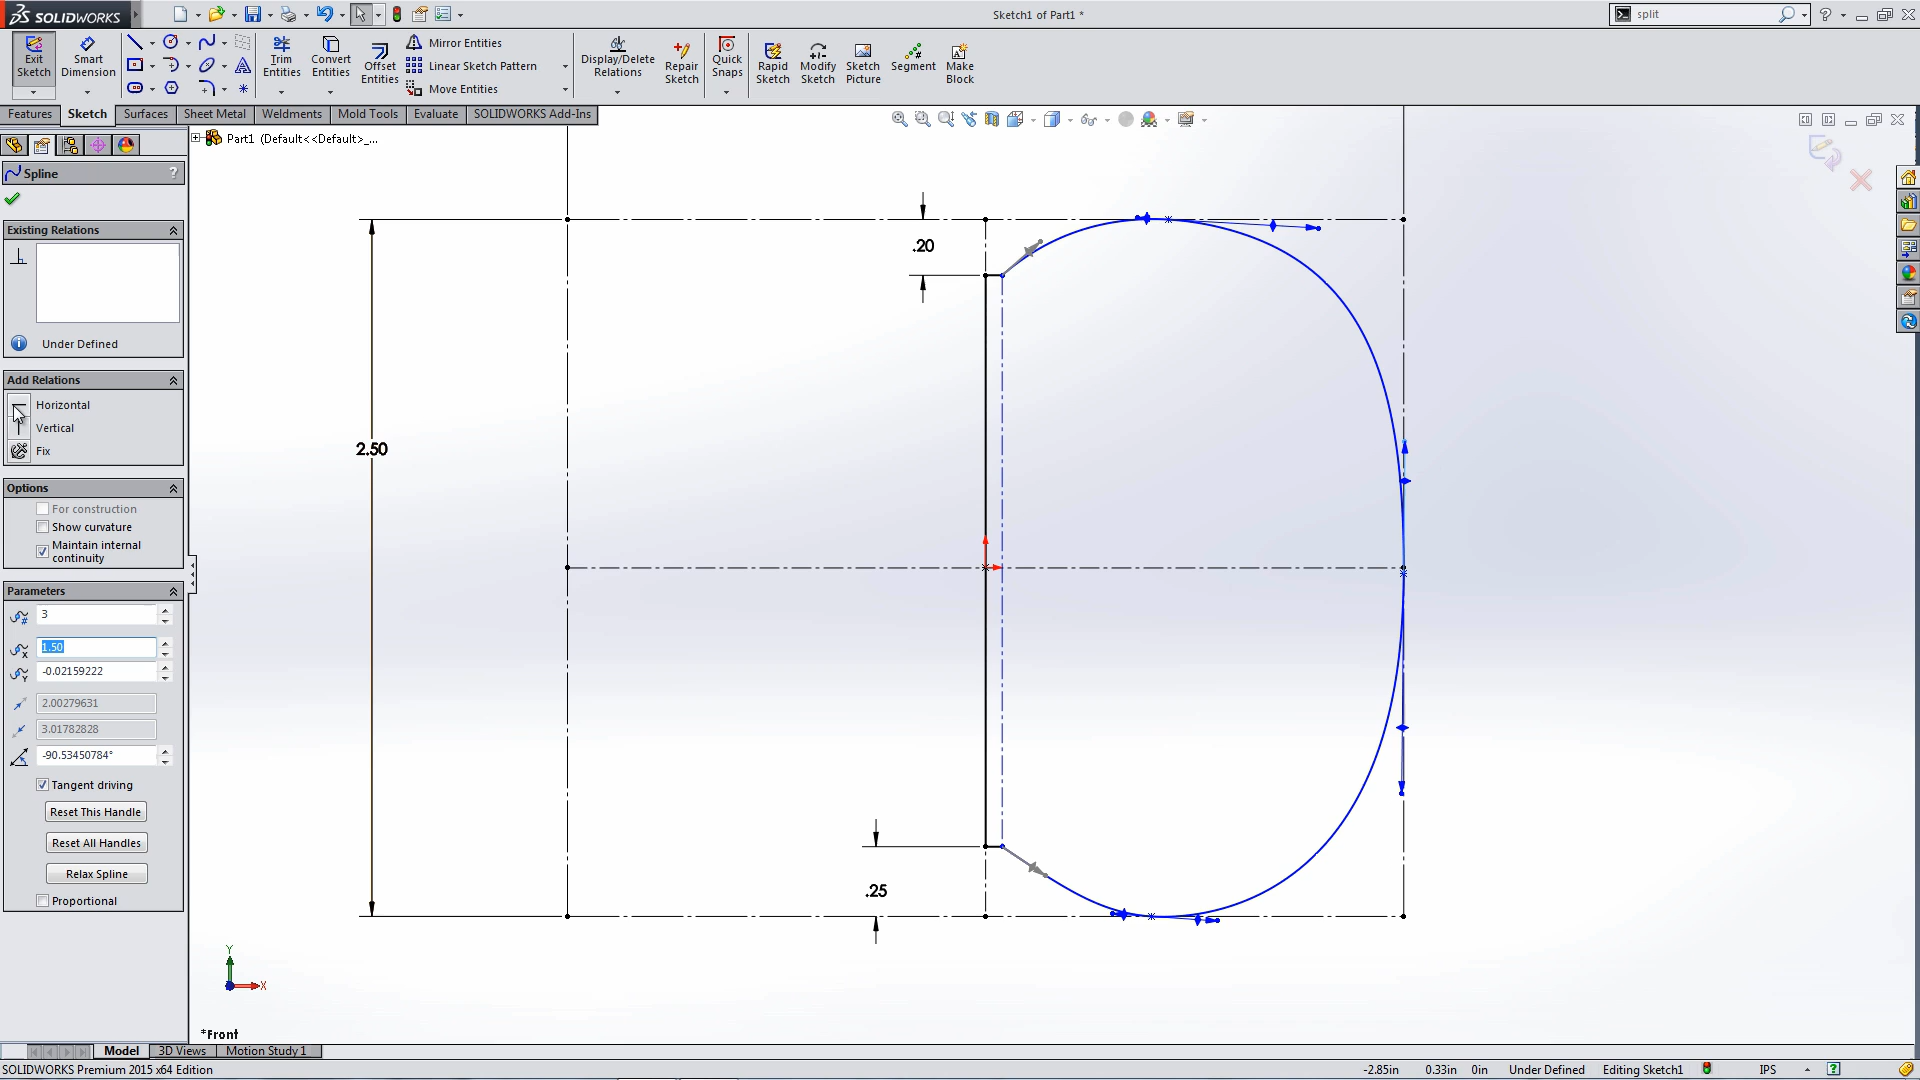 SOLIDWORKS
Sketch1 of Part1 *
split
Exit Sketch
Smart Dimension
Trim Entities
Convert Entities
Offset Entities
Mirror Entities
Linear Sketch Pattern
Move Entities
Display/Delete Relations
Repair Sketch
Quick Snaps
Rapid Sketch
Modify Sketch
Sketch Picture
Segment
Make Block
Features
Sketch
Surfaces
Sheet Metal
Weldments
Mold Tools
Evaluate
SOLIDWORKS Add-Ins
Part1 (Default<<Default>_...
Spline
?
Existing Relations
Under Defined
Add Relations
Horizontal
Vertical
Fix
Options
For construction
Show curvature
Maintain internal
continuity
Parameters
3
1.50
-0.02159222
2.00279631
3.01782828
-90.53450784°
Tangent driving
Reset This Handle
Reset All Handles
Relax Spline
Proportional
.20
2.50
.25
Y
X
*Front
Model
3D Views
Motion Study 1
SOLIDWORKS Premium 2015 x64 Edition
-2.85in
0.33in
0in
Under Defined
Editing Sketch1
IPS
?